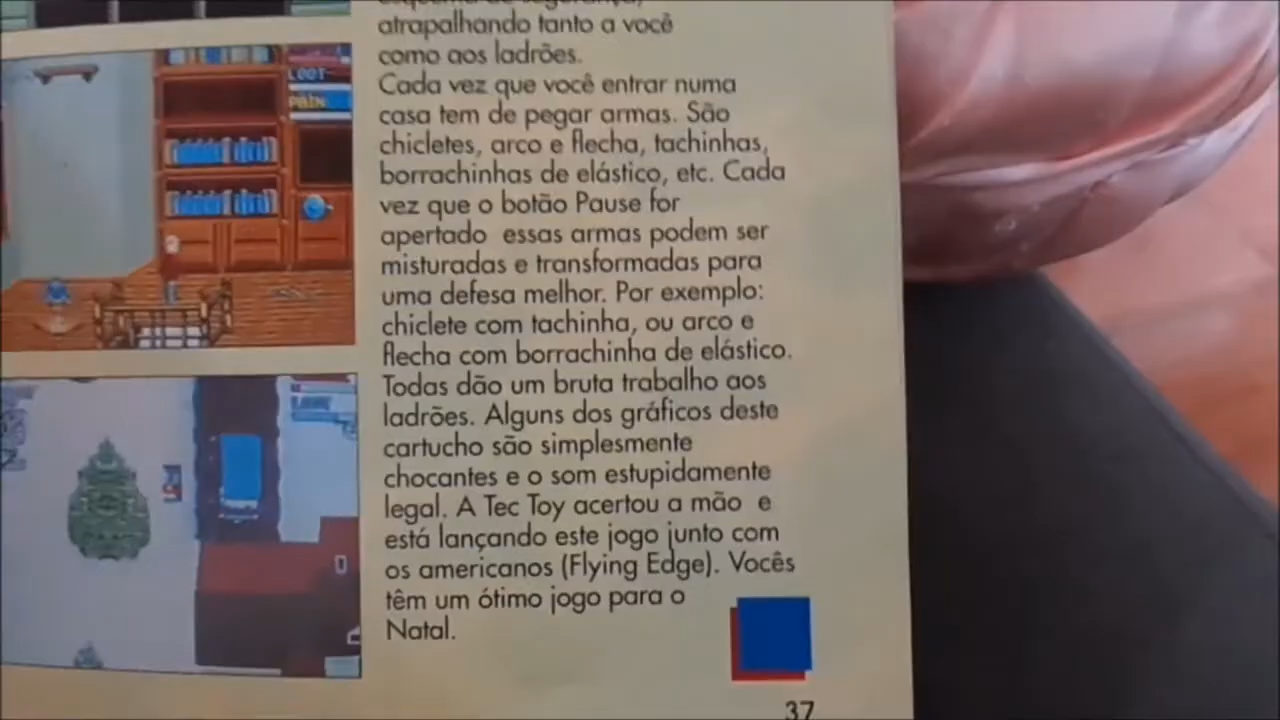 esquema de segurança,
atrapalhando tanto a você
como aos ladrões.
Cada vez que você entrar numa
casa tem de pegar armas. São
chicletes, arco e flecha, tachinhas,
borrachinhas de elástico, etc. Cada
vez que o botão Pause for
apertado essas armas podem ser
misturadas e transformadas para
uma defesa melhor. Por exemplo:
chiclete com tachinha, ou arco e
flecha com borrachinha de elástico.
Todas dão um bruta trabalho aos
ladrões. Alguns dos gráficos deste
cartucho são simplesmente
chocantes e o som estupidamente
legal. A Tec Toy acertou a mão e
está lançando este jogo junto com
os americanos (Flying Edge). Vocês
têm um ótimo jogo para o
Natal.
LOOT
PAIN
37